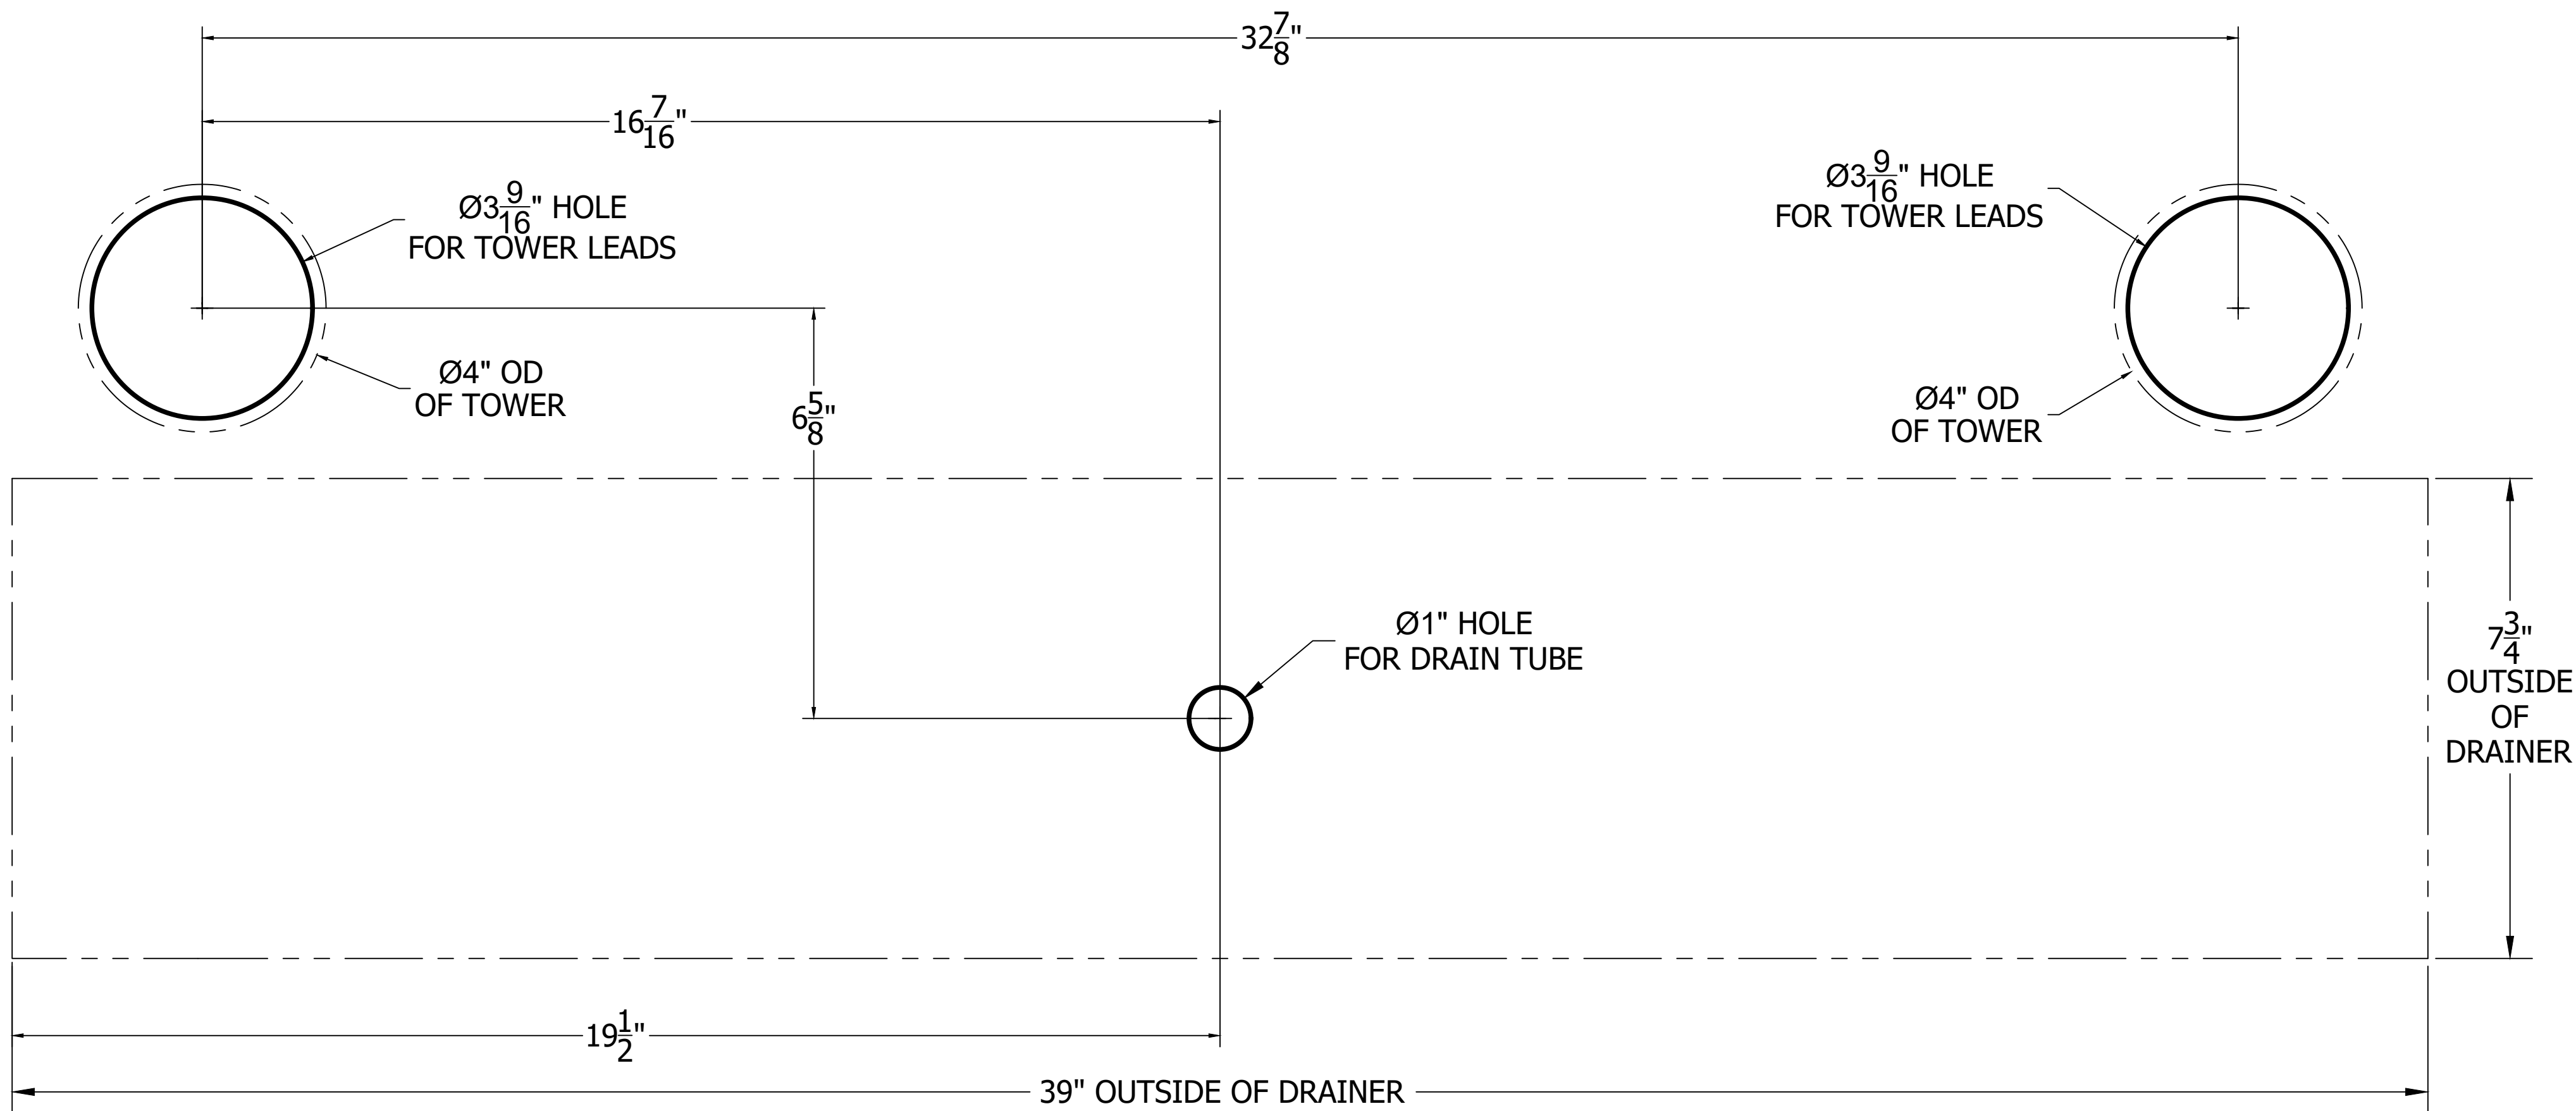 32 7/8"
16 7/16"
Ø3 9/16" HOLE
FOR TOWER LEADS
Ø3 9/16" HOLE
FOR TOWER LEADS
Ø4" OD
OF TOWER
6 5/8"
Ø4" OD
OF TOWER
Ø1" HOLE
FOR DRAIN TUBE
7 3/4"
OUTSIDE
OF
DRAINER
19 1/2"
39" OUTSIDE OF DRAINER